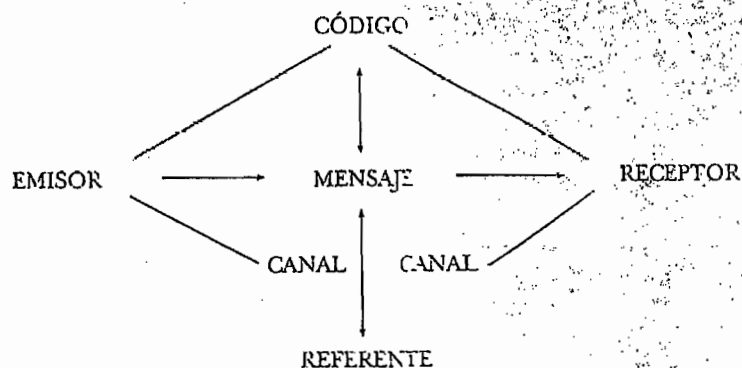 CÓDIGO
EMISOR MENSAJE RECEPTOR
CANAL CANAL
REFERENTE